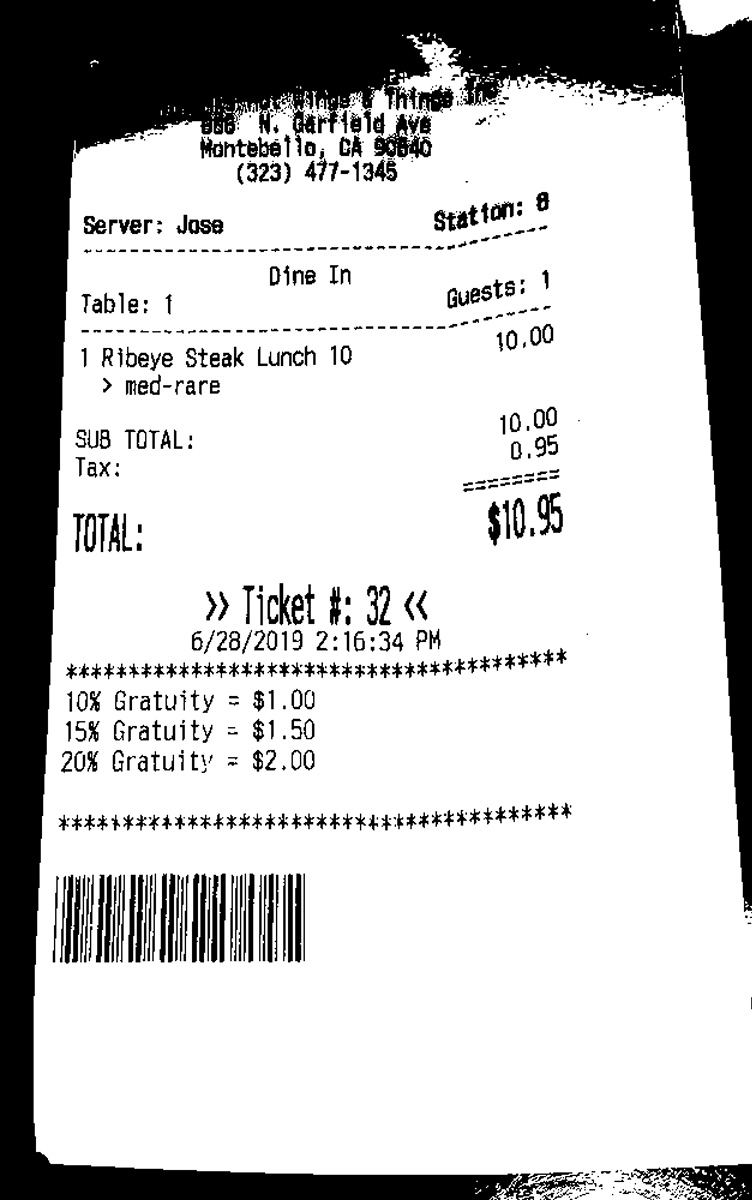 Wings & Things Inc
N. Garfield Ave
Montebello, CA 90640
(323) 477-1345
Server: Jose Station: 8
Dine In
Table: 1 Guests: 1
1 Ribeye Steak Lunch 10 10.00
> med-rare
SUB TOTAL: 10.00
Tax: 0.95
========
TOTAL: $10.95
>> Ticket #: 32 <<
6/28/2019 2:16:34 PM
****************************************
10% Gratuity = $1.00
15% Gratuity = $1.50
20% Gratuity = $2.00
****************************************